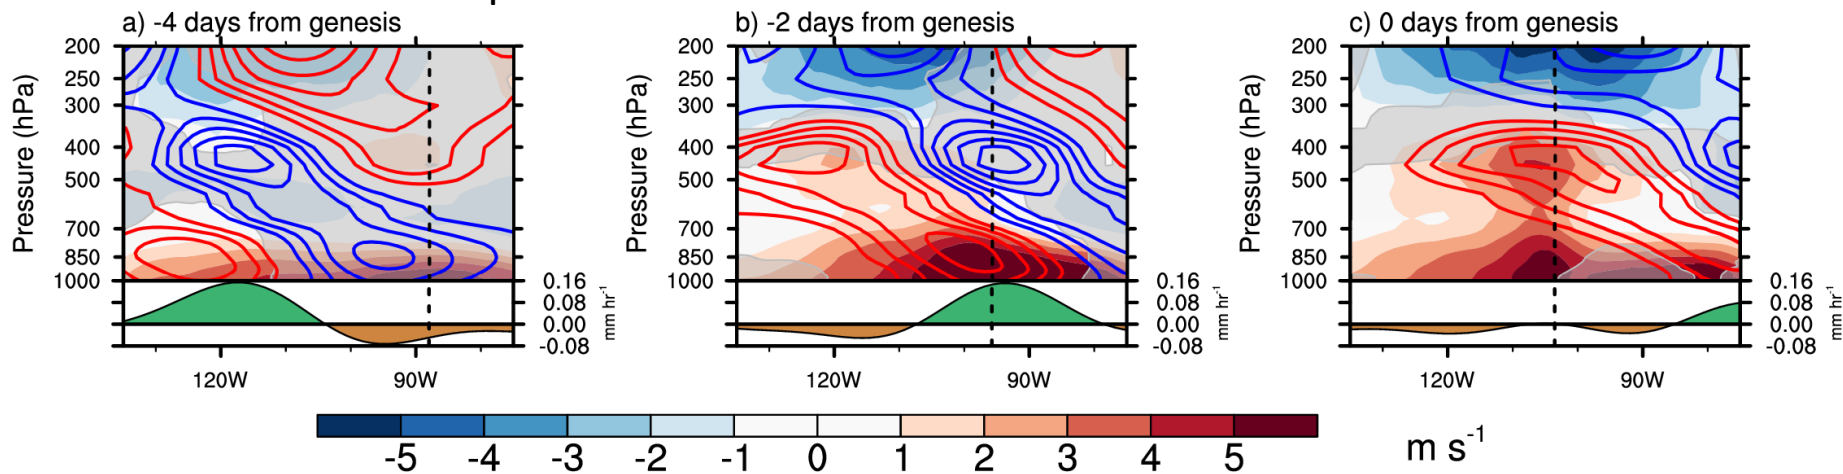 a) -4 days from genesis
b) -2 days from genesis
c) 0 days from genesis
Pressure (hPa)
200
250
300
400
500
700
850
1000
0.16
0.08
0.00
-0.08
mm hr-1
120W
90W
Pressure (hPa)
200
250
300
400
500
700
850
1000
0.16
0.08
0.00
-0.08
mm hr-1
120W
90W
Pressure (hPa)
200
250
300
400
500
700
850
1000
0.16
0.08
0.00
-0.08
mm hr-1
120W
90W
-5 -4 -3 -2 -1 0 1 2 3 4 5
m s-1